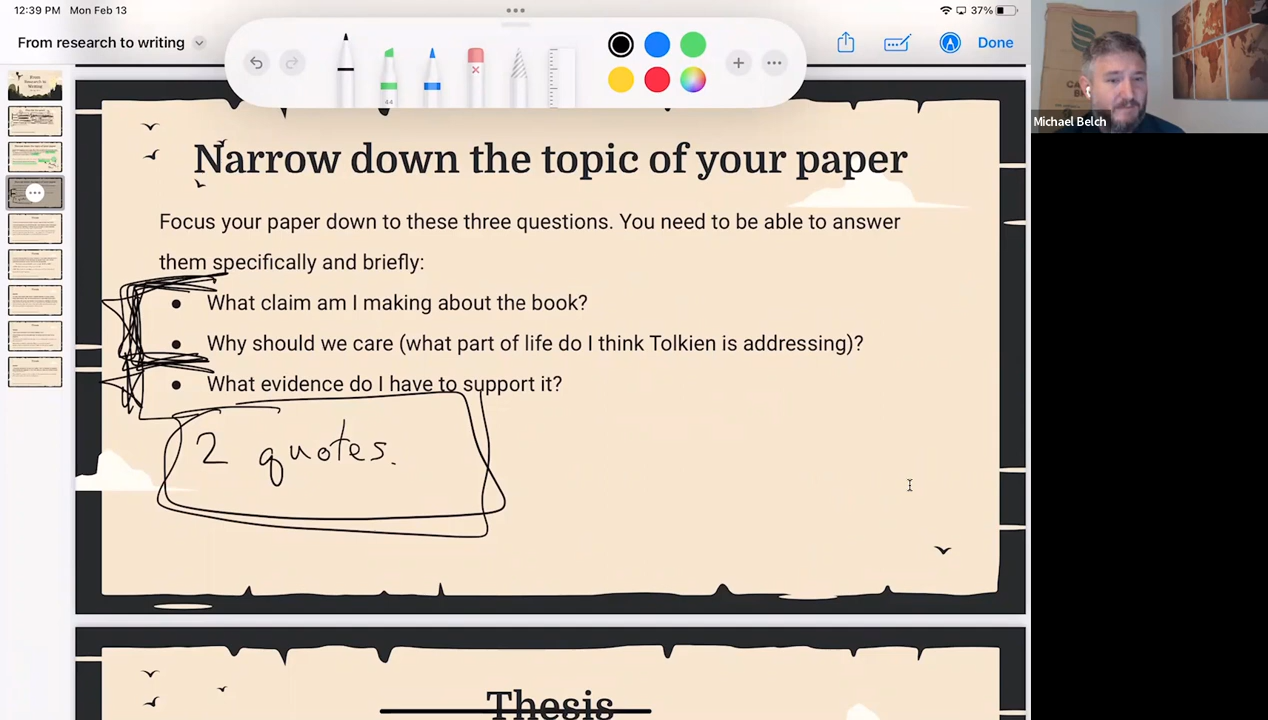 12:39 PM Mon Feb 13
37%
From research to writing
Done
44
Michael Belch
Narrow down the topic of your paper
Focus your paper down to these three questions. You need to be able to answer
them specifically and briefly:
What claim am I making about the book?
Why should we care (what part of life do I think Tolkien is addressing)?
What evidence do I have to support it?
2 quotes.
Thesis